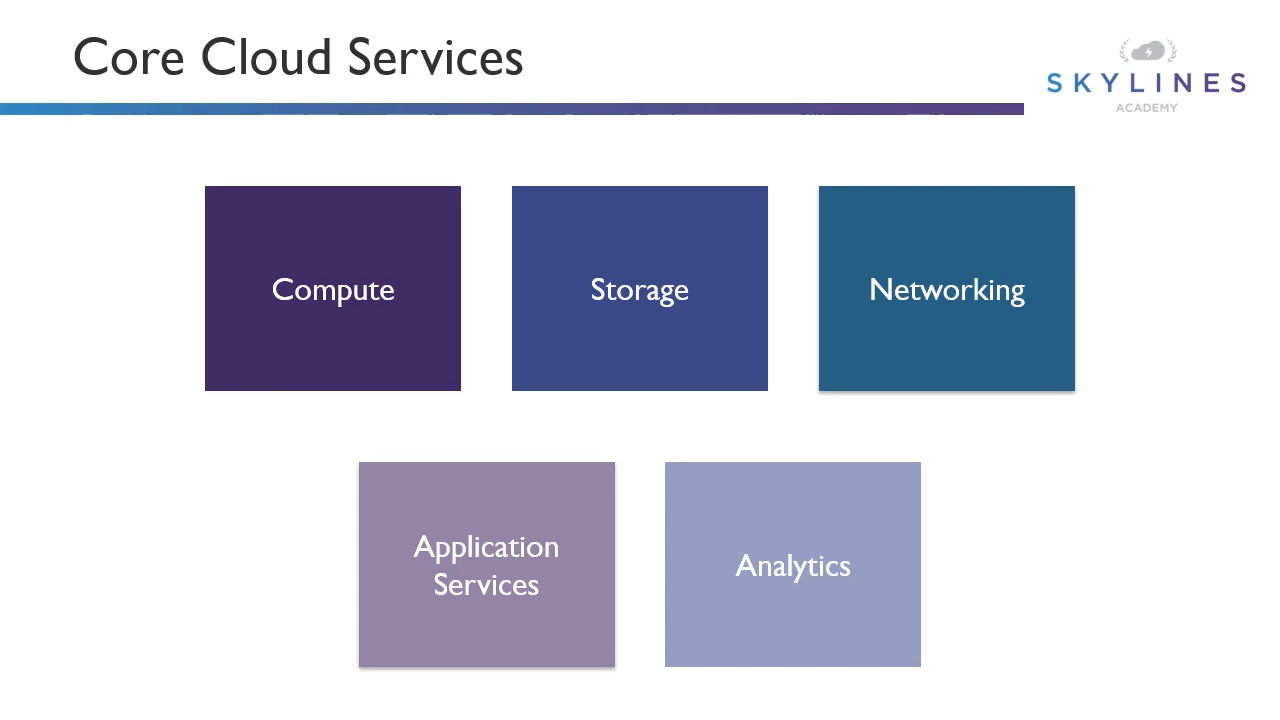 Core Cloud Services
SKYLINES
ACADEMY
Compute
Storage
Networking
Application
Services
Analytics